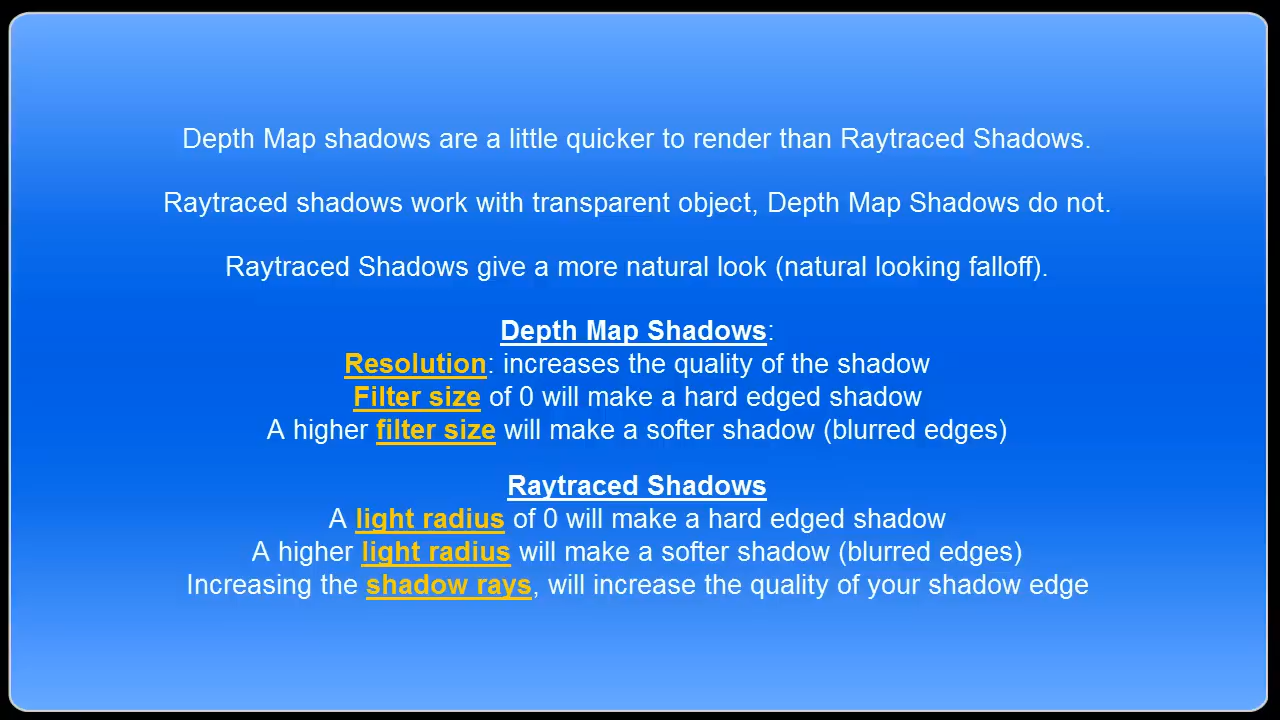 Depth Map shadows are a little quicker to render than Raytraced Shadows.
Raytraced shadows work with transparent object, Depth Map Shadows do not.
Raytraced Shadows give a more natural look (natural looking falloff).
Depth Map Shadows:
Resolution: increases the quality of the shadow
Filter size of 0 will make a hard edged shadow
A higher filter size will make a softer shadow (blurred edges)
Raytraced Shadows
A light radius of 0 will make a hard edged shadow
A higher light radius will make a softer shadow (blurred edges)
Increasing the shadow rays, will increase the quality of your shadow edge